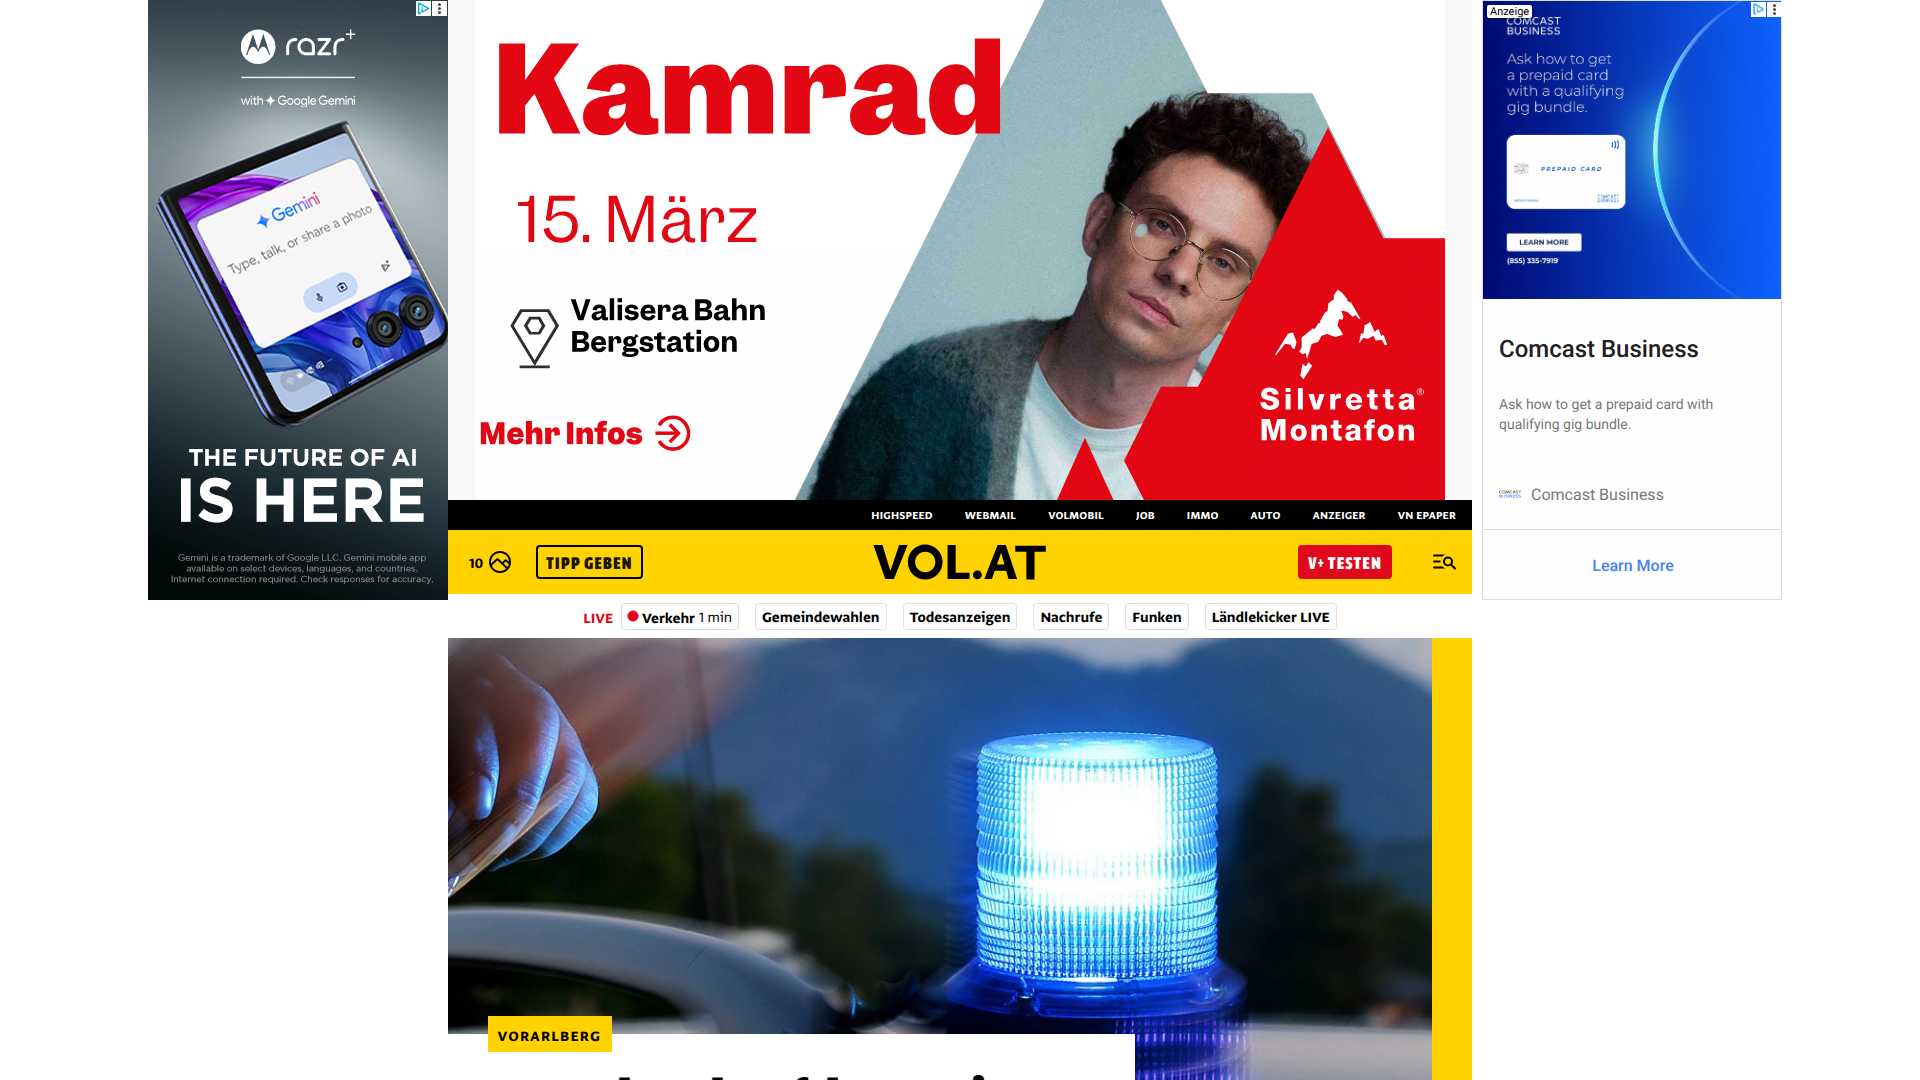 razr+
with Google Gemini
Gemini
Type, talk, or share a photo
THE FUTURE OF AI
IS HERE
Gemini is a trademark of Google LLC. Gemini mobile app
available on select devices, languages, and countries.
Internet connection required. Check responses for accuracy.
Kamrad
15. März
Valisera Bahn
Bergstation
Mehr Infos
Silvretta®
Montafon
Anzeige
COMCAST
BUSINESS
Ask how to get
a prepaid card
with a qualifying
gig bundle.
PREPAID CARD
COMCAST
BUSINESS
LEARN MORE
(855) 335-7919
Comcast Business
Ask how to get a prepaid card with
qualifying gig bundle.
COMCAST
BUSINESS
Comcast Business
Learn More
HIGHSPEED WEBMAIL VOLMOBIL JOB IMMO AUTO ANZEIGER VN EPAPER
10 TIPP GEBEN VOL.AT V+ TESTEN
LIVE Verkehr 1 min Gemeindewahlen Todesanzeigen Nachrufe Funken Ländlekicker LIVE
VORARLBERG